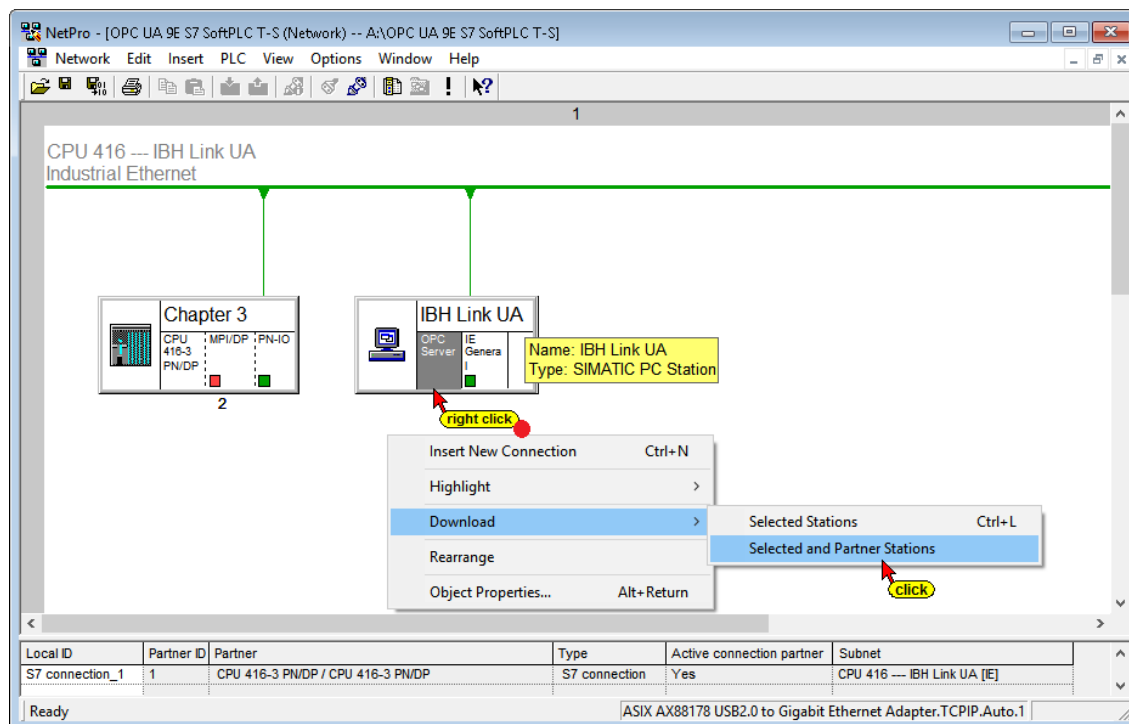 NetPro - [OPC UA 9E S7 SoftPLC T-S (Network) -- A:\OPC UA 9E S7 SoftPLC T-S]
Network Edit Insert PLC View Options Window Help
1
CPU 416 --- IBH Link UA
Industrial Ethernet
Chapter 3
CPU 416-3 PN/DP
MPI/DP
PN-IO
2
IBH Link UA
OPC Server
IE Genera l
Name: IBH Link UA
Type: SIMATIC PC Station
right click
Insert New Connection Ctrl+N
Highlight
Download
Rearrange
Object Properties... Alt+Return
Selected Stations Ctrl+L
Selected and Partner Stations
click
Local ID Partner ID Partner Type Active connection partner Subnet
S7 connection_1 1 CPU 416-3 PN/DP / CPU 416-3 PN/DP S7 connection Yes CPU 416 --- IBH Link UA [IE]
Ready ASIX AX88178 USB2.0 to Gigabit Ethernet Adapter.TCPIP.Auto.1